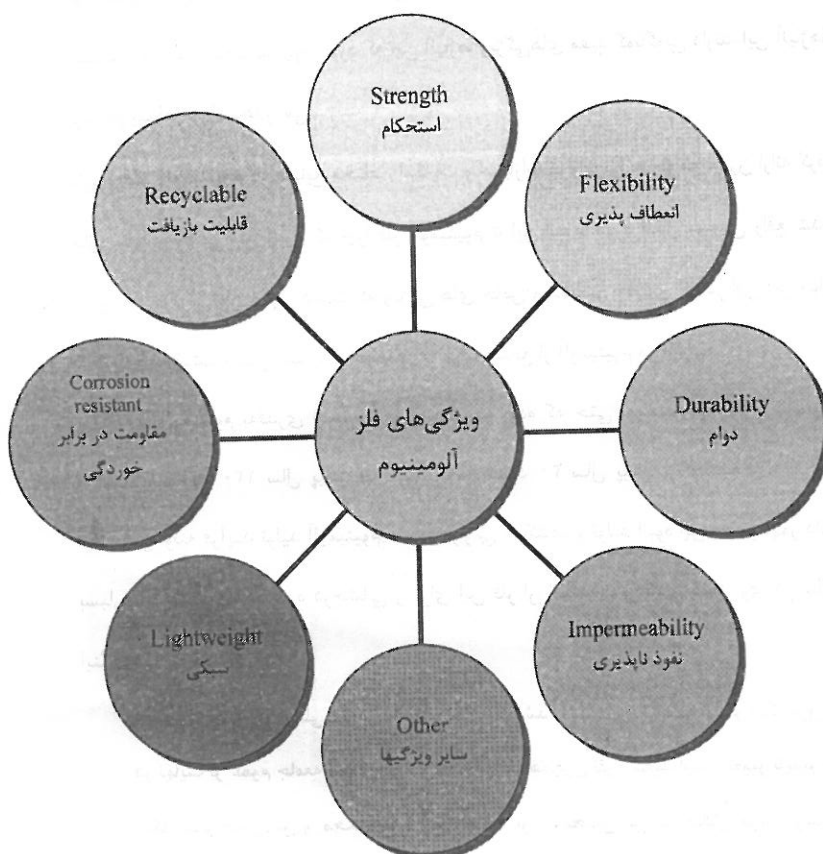 Strength
استحکام
Flexibility
انعطاف پذیری
Durability
دوام
Impermeability
نفوذ ناپذیری
Other
سایر ویژگیها
Lightweight
سبکی
Corrosion
resistant
مقاومت در برابر
خوردگی
Recyclable
قابلیت بازیافت
ویژگی‌های فلز
آلومینیوم